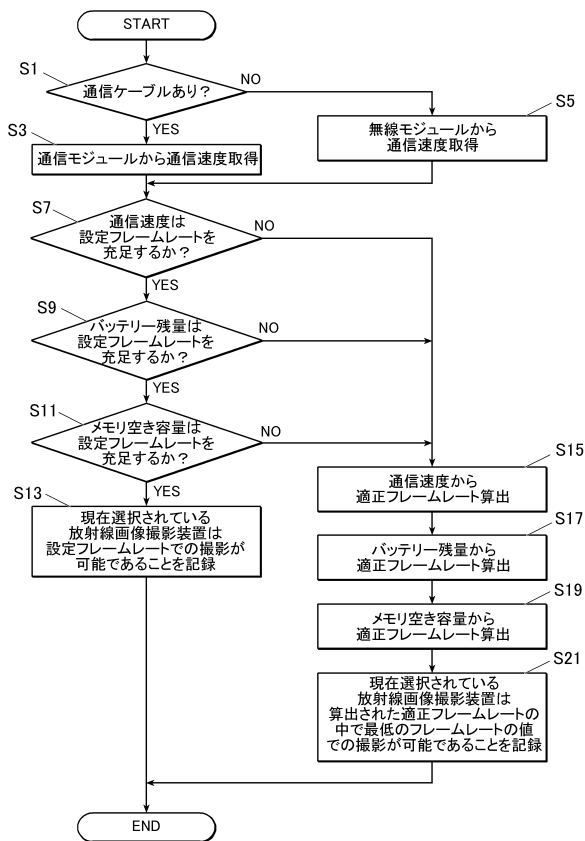 START
S1
通信ケーブルあり？
NO
YES
S3
通信モジュールから通信速度取得
S5
無線モジュールから
通信速度取得
S7
通信速度は
設定フレームレートを
充足するか？
NO
YES
S9
バッテリー残量は
設定フレームレートを
充足するか？
NO
YES
S11
メモリ空き容量は
設定フレームレートを
充足するか？
NO
YES
S13
現在選択されている
放射線画像撮影装置は
設定フレームレートでの撮影が
可能であることを記録
S15
通信速度から
適正フレームレート算出
S17
バッテリー残量から
適正フレームレート算出
S19
メモリ空き容量から
適正フレームレート算出
S21
現在選択されている
放射線画像撮影装置は
算出された適正フレームレートの
中で最低のフレームレートの値
での撮影が可能であることを記録
END